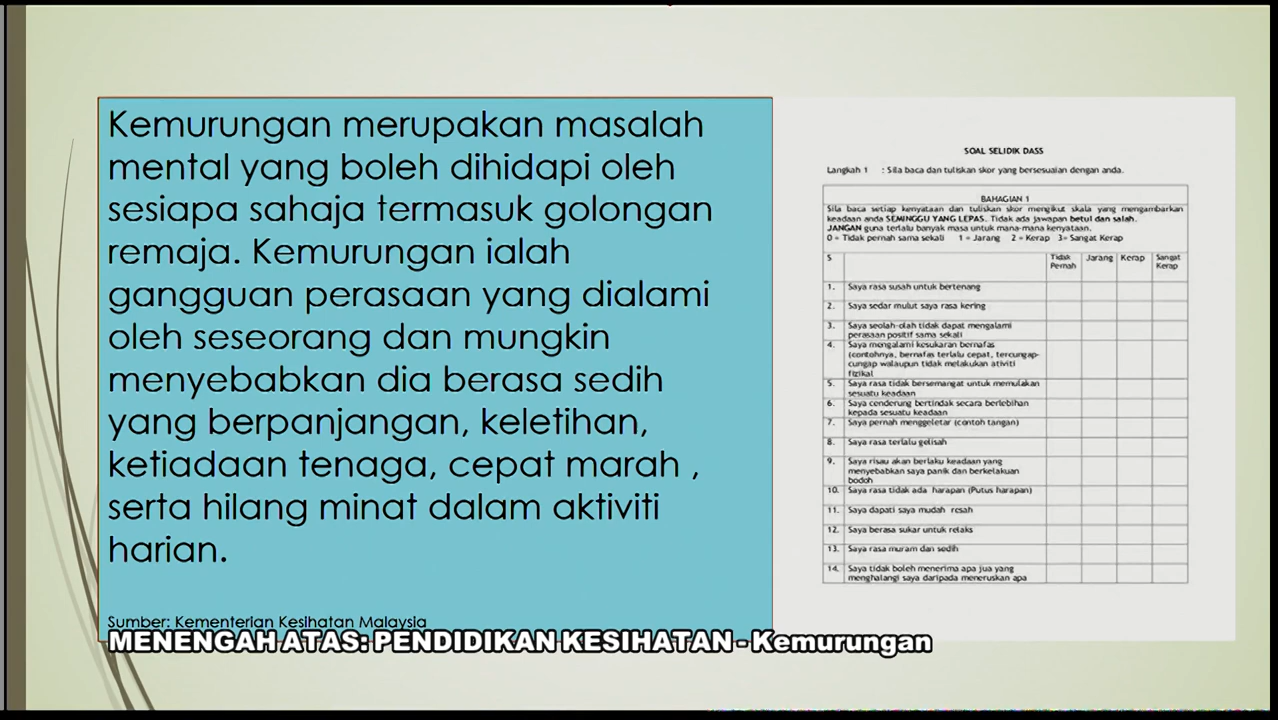 Kemurungan merupakan masalah
mental yang boleh dihidapi oleh
sesiapa sahaja termasuk golongan
remaja. Kemurungan ialah
gangguan perasaan yang dialami
oleh seseorang dan mungkin
menyebabkan dia berasa sedih
yang berpanjangan, keletihan,
ketiadaan tenaga, cepat marah ,
serta hilang minat dalam aktiviti
harian.
Sumber: Kementerian Kesihatan Malaysia
MENENGAH ATAS: PENDIDIKAN KESIHATAN - Kemurungan
SOAL SELIDIK DASS
Langkah 1 : Sila baca dan tuliskan skor yang bersesuaian dengan anda.
BAHAGIAN 1
Sila baca setiap kenyataan dan tuliskan skor mengikut skala yang mengambarkan
keadaan anda SEMINGGU YANG LEPAS. Tidak ada jawapan betul dan salah.
JANGAN guna terlalu banyak masa untuk mana-mana kenyataan.
0 = Tidak pernah sama sekali 1 = Jarang 2 = Kerap 3= Sangat Kerap
S Tidak Pernah Jarang Kerap Sangat Kerap
1. Saya rasa susah untuk bertenang
2. Saya sedar mulut saya rasa kering
3. Saya seolah-olah tidak dapat mengalami
perasaan positif sama sekali
4. Saya mengalami kesukaran bernafas
(contohnya, bernafas terlalu cepat, tercungap-
cungap walaupun tidak melakukan ativiti
fizikal
5. Saya rasa tidak bersemangat untuk memulakan
sesuatu keadaan
6. Saya cenderung bertindak secara berlebihan
kepada sesuatu keadaan
7. Saya pernah menggeletar (contoh tangan)
8. Saya rasa terlalu gelisah
9. Saya risau akan berlaku keadaan yang
menyebabkan saya panik dan berkelakuan
bodoh
10. Saya rasa tidak ada harapan (Putus harapan)
11. Saya dapati saya mudah resah
12. Saya berasa sukar untuk relaks
13. Saya rasa muram dan sedih
14. Saya tidak boleh menerima apa jua yang
menghalangi saya daripada meneruskan apa